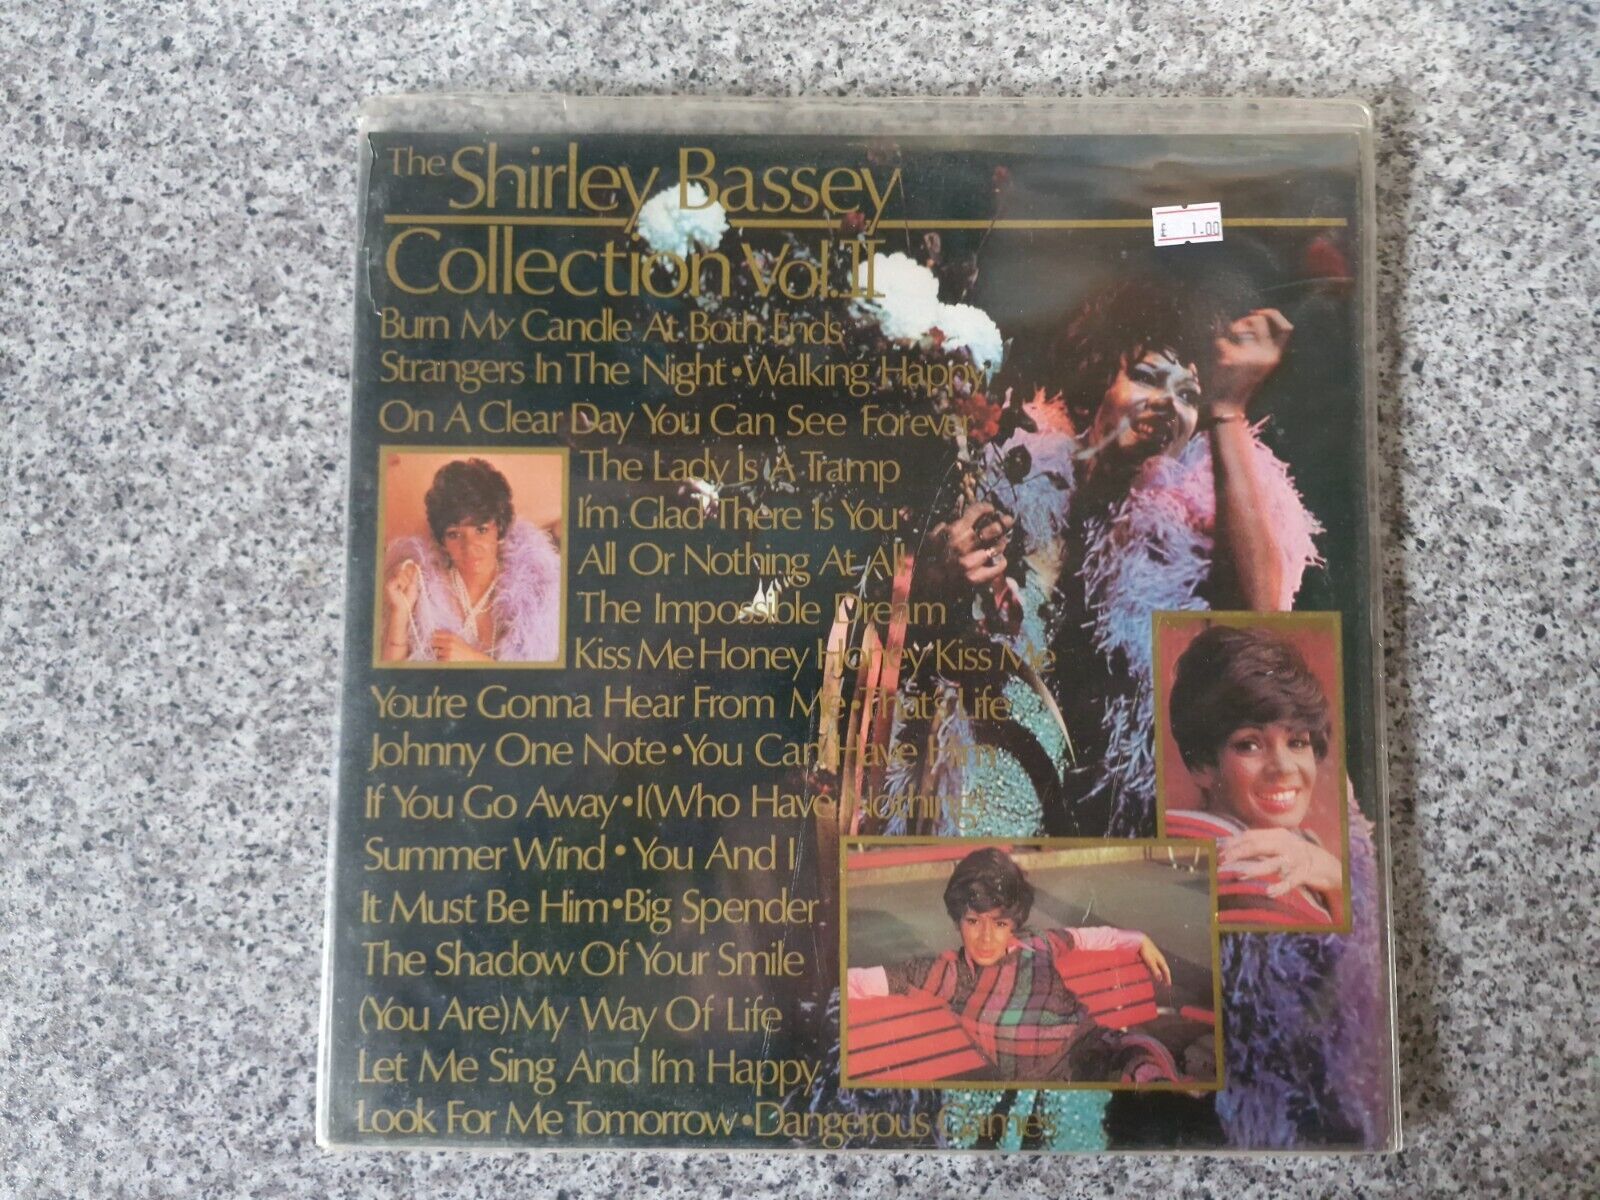 The Shirley Bassey
Collection Vol.II
£ 1.00
Burn My Candle At Both Ends
Strangers In The Night•Walking Happy
On A Clear Day You Can See Forever
The Lady Is A Tramp
I'm Glad There Is You
All Or Nothing At All
The Impossible Dream
Kiss Me Honey Honey Kiss Me
You're Gonna Hear From Me•That's Life
Johnny One Note•You Can Have Him
If You Go Away•I(Who Have Nothing)
Summer Wind•You And I
It Must Be Him•Big Spender
The Shadow Of Your Smile
(You Are)My Way Of Life
Let Me Sing And I'm Happy
Look For Me Tomorrow•Dangerous Games